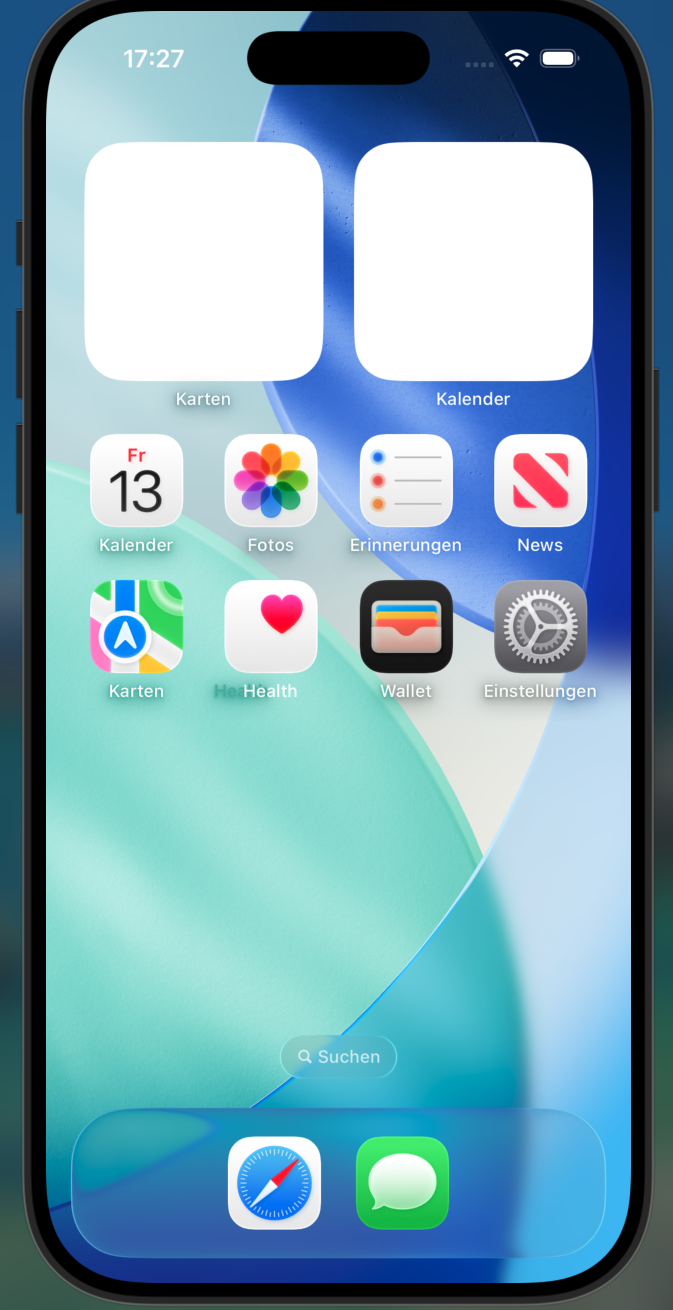 17:27
Karten
Kalender
Fr
13
Kalender
Fotos
Erinnerungen
News
Karten
Health
Wallet
Einstellungen
Suchen